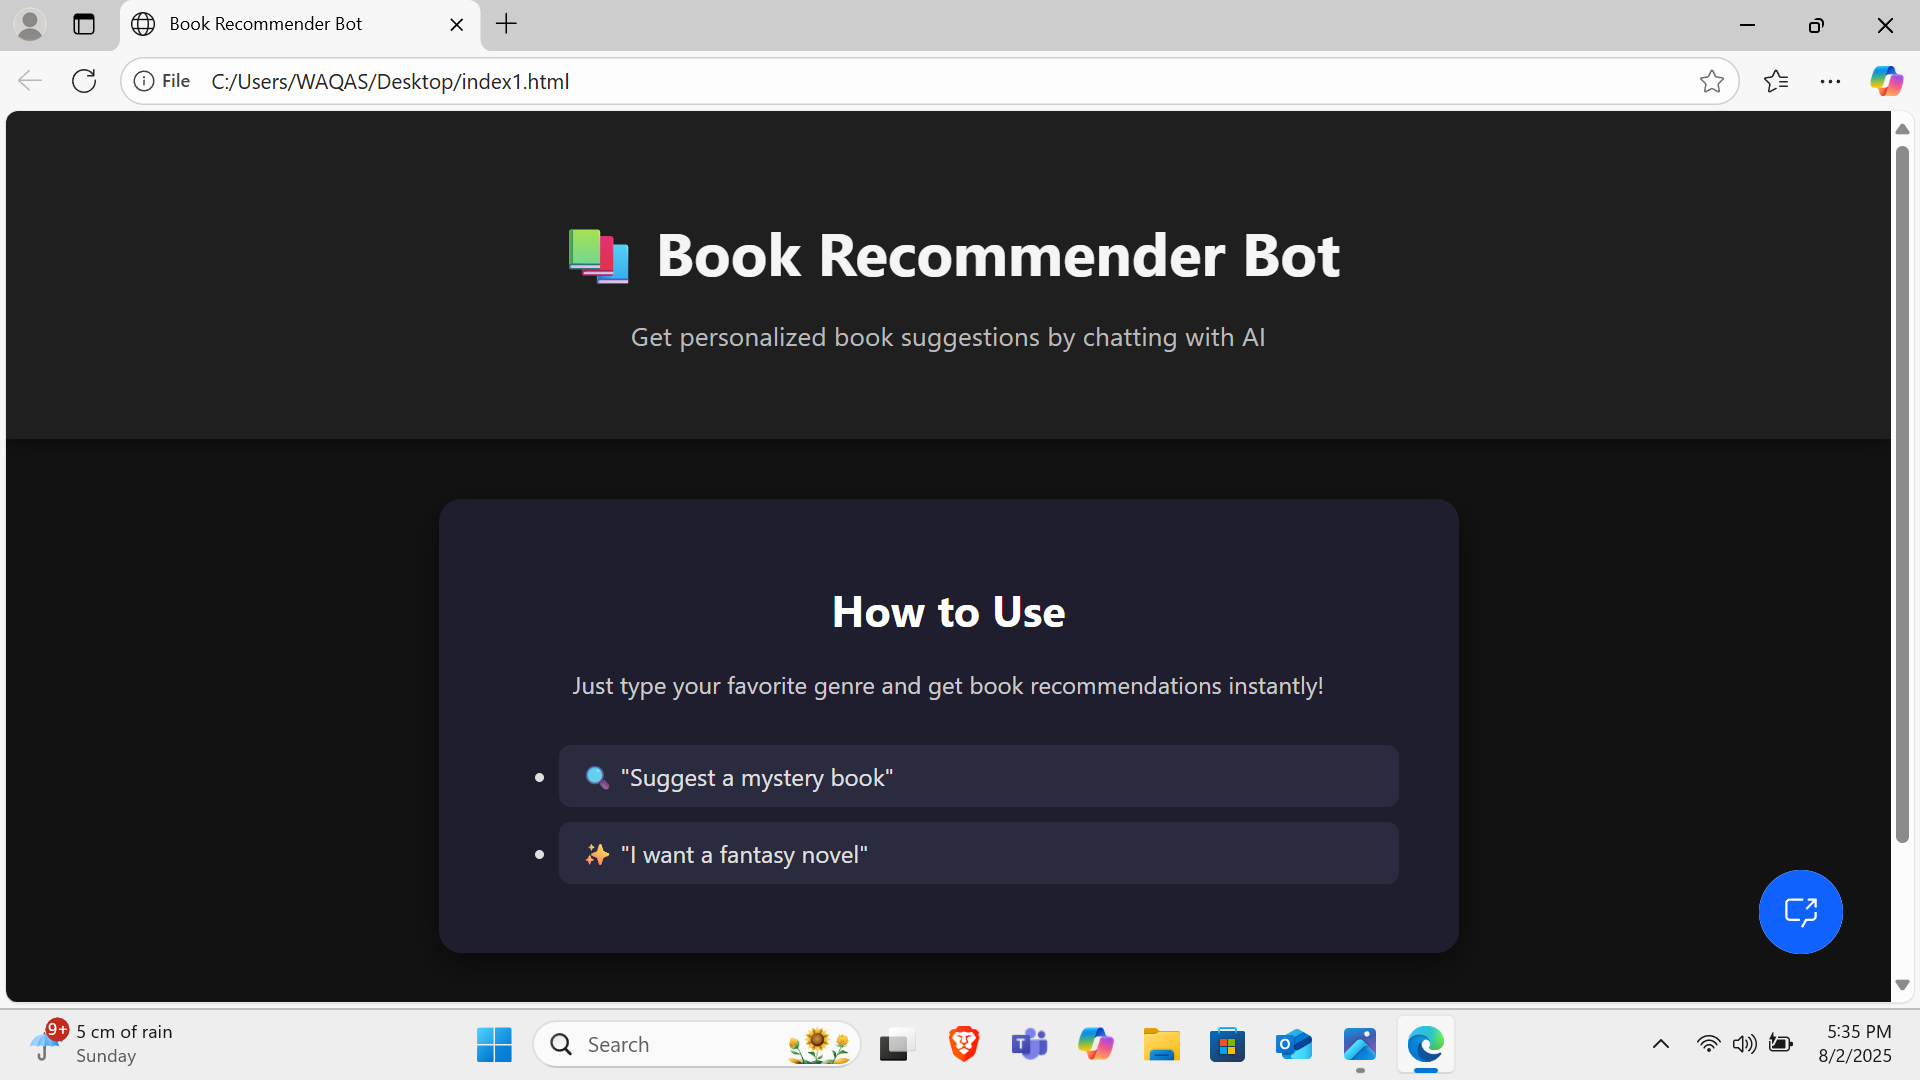 Book Recommender Bot
File C:/Users/WAQAS/Desktop/index1.html
📚 Book Recommender Bot
Get personalized book suggestions by chatting with AI
How to Use
Just type your favorite genre and get book recommendations instantly!
• 🔍 "Suggest a mystery book"
• ✨ "I want a fantasy novel"
9+
5 cm of rain
Sunday
Search
5:35 PM
8/2/2025